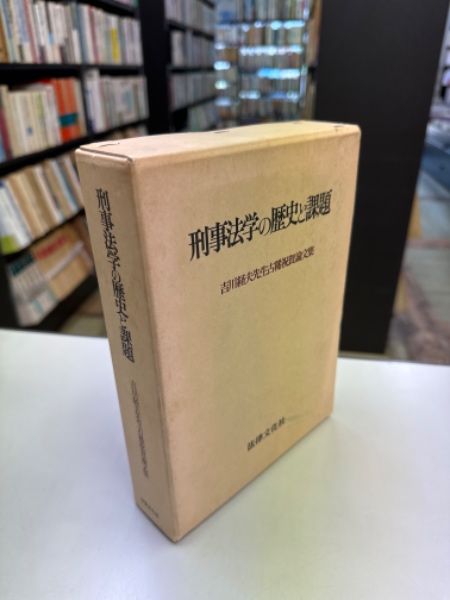 刑事法学の歴史と課題
吉川経夫先生古稀祝賀論文集
法律文化社
刑事法学の歴史と課題
吉川経夫先生古稀祝賀論文集